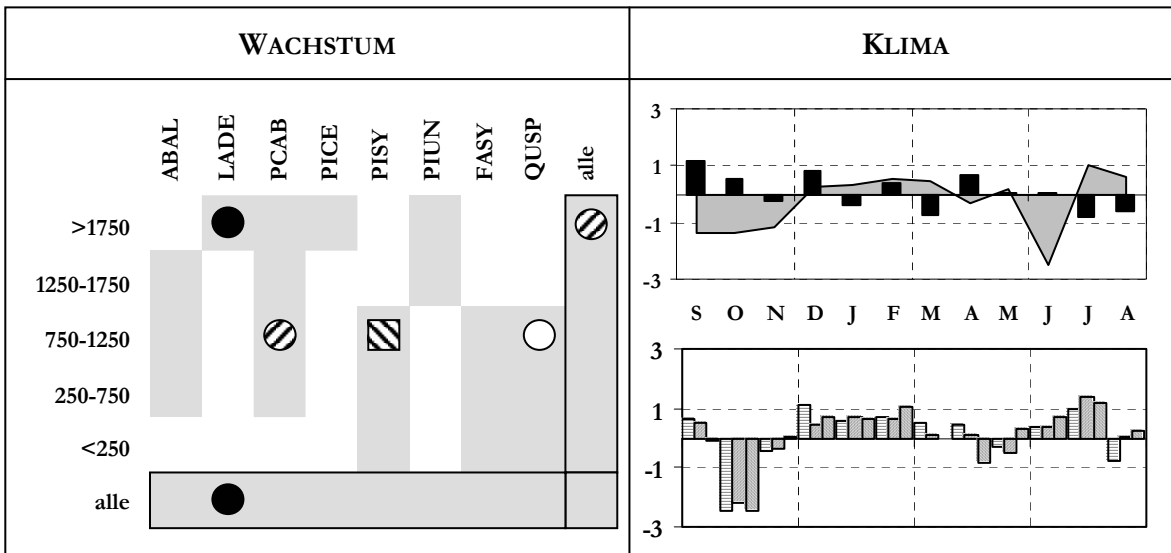 WACHSTUM
KLIMA
ABAL LADE PCAB PICE PISY PIUN FASY QUSP alle
>1750
1250-1750
750-1250
250-750
<250
alle
3
1
-1
-3
S O N D J F M A M J J A
3
1
-1
-3